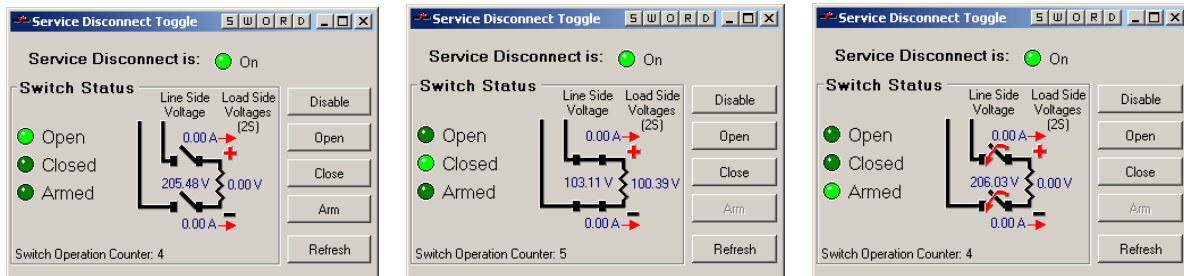 Service Disconnect Toggle S W O R D
Service Disconnect is: On
Switch Status
Line Side Voltage
Load Side Voltages (2S)
Open
Closed
Armed
0.00 A
+
205.48 V
0.00 V
-
0.00 A
Switch Operation Counter: 4
Disable
Open
Close
Arm
Refresh
Service Disconnect Toggle S W O R D
Service Disconnect is: On
Switch Status
Line Side Voltage
Load Side Voltages (2S)
Open
Closed
Armed
0.00 A
+
103.11 V
100.39 V
-
0.00 A
Switch Operation Counter: 5
Disable
Open
Close
Arm
Refresh
Service Disconnect Toggle S W O R D
Service Disconnect is: On
Switch Status
Line Side Voltage
Load Side Voltages (2S)
Open
Closed
Armed
0.00 A
+
206.03 V
0.00 V
-
0.00 A
Switch Operation Counter: 4
Disable
Open
Close
Arm
Refresh